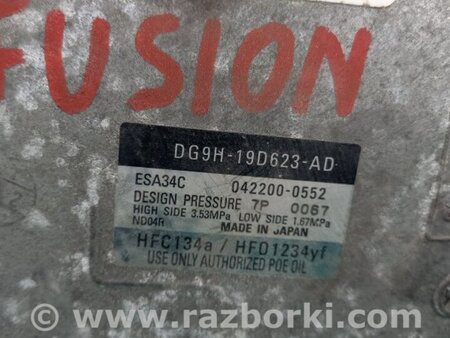 FUSION
DG9H-19D623-AD
ESA34C 042200-0552
DESIGN PRESSURE 7P 0067
HIGH SIDE 3.53MPa LOW SIDE 1.67MPa
ND04R MADE IN JAPAN
HFC134a / HFO1234yf
USE ONLY AUTHORIZED POE OIL
www.razborki.com